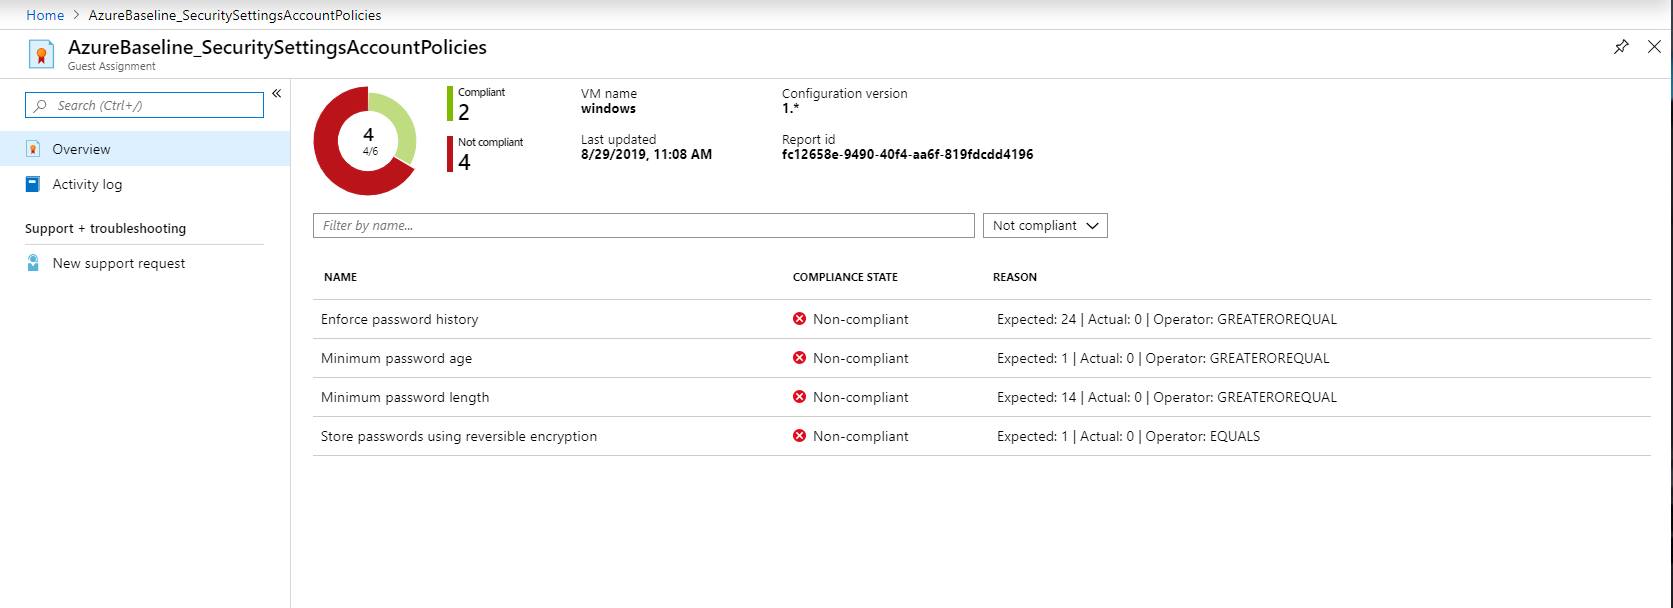 Home > AzureBaseline_SecuritySettingsAccountPolicies
AzureBaseline_SecuritySettingsAccountPolicies
Guest Assignment
Search (Ctrl+/)
«
Overview
Activity log
Support + troubleshooting
New support request
4
4/6
Compliant
2
Not compliant
4
VM name
windows
Last updated
8/29/2019, 11:08 AM
Configuration version
1.*
Report id
fc12658e-9490-40f4-aa6f-819fdcdd4196
Filter by name...
Not compliant
NAME COMPLIANCE STATE REASON
Enforce password history Non-compliant Expected: 24 | Actual: 0 | Operator: GREATEROREQUAL
Minimum password age Non-compliant Expected: 1 | Actual: 0 | Operator: GREATEROREQUAL
Minimum password length Non-compliant Expected: 14 | Actual: 0 | Operator: GREATEROREQUAL
Store passwords using reversible encryption Non-compliant Expected: 1 | Actual: 0 | Operator: EQUALS